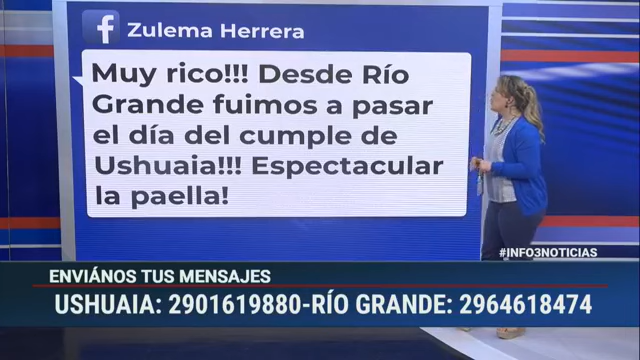 f Zulema Herrera
Muy rico!!! Desde Río
Grande fuimos a pasar
el día del cumple de
Ushuaia!!! Espectacular
la paella!
#INFO3NOTICIAS
ENVIÁNOS TUS MENSAJES
USHUAIA: 2901619880-RÍO GRANDE: 2964618474